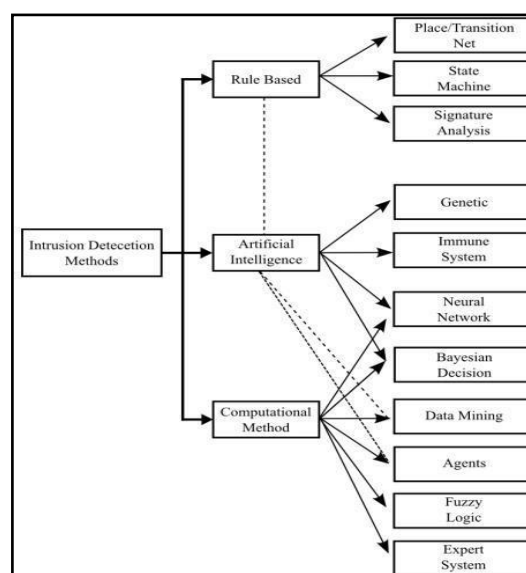 Place/Transition
Net
Rule Based
State
Machine
Signature
Analysis
Genetic
Intrusion Detecetion
Methods
Artificial
Intelligence
Immune
System
Neural
Network
Bayesian
Decision
Computational
Method
Data Mining
Agents
Fuzzy
Logic
Expert
System